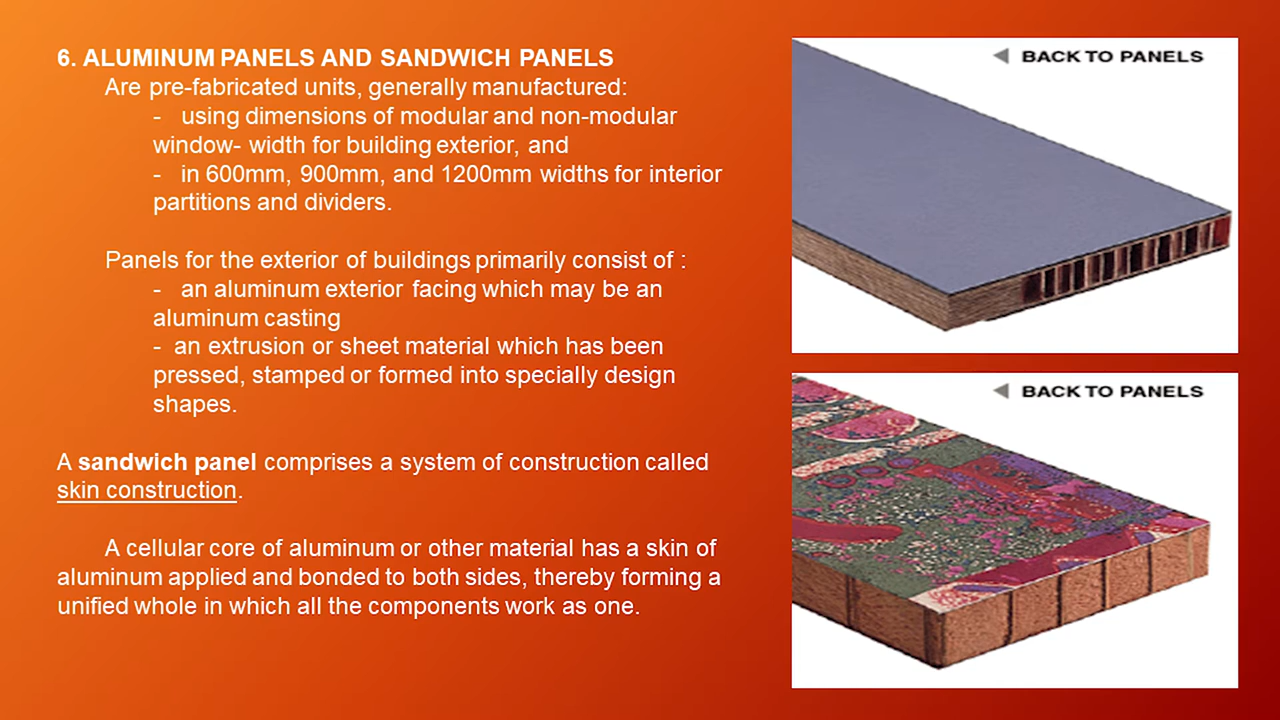 6. ALUMINUM PANELS AND SANDWICH PANELS
Are pre-fabricated units, generally manufactured:
- using dimensions of modular and non-modular
window- width for building exterior, and
- in 600mm, 900mm, and 1200mm widths for interior
partitions and dividers.
Panels for the exterior of buildings primarily consist of :
- an aluminum exterior facing which may be an
aluminum casting
- an extrusion or sheet material which has been
pressed, stamped or formed into specially design
shapes.
A sandwich panel comprises a system of construction called
skin construction.
A cellular core of aluminum or other material has a skin of
aluminum applied and bonded to both sides, thereby forming a
unified whole in which all the components work as one.
BACK TO PANELS
BACK TO PANELS